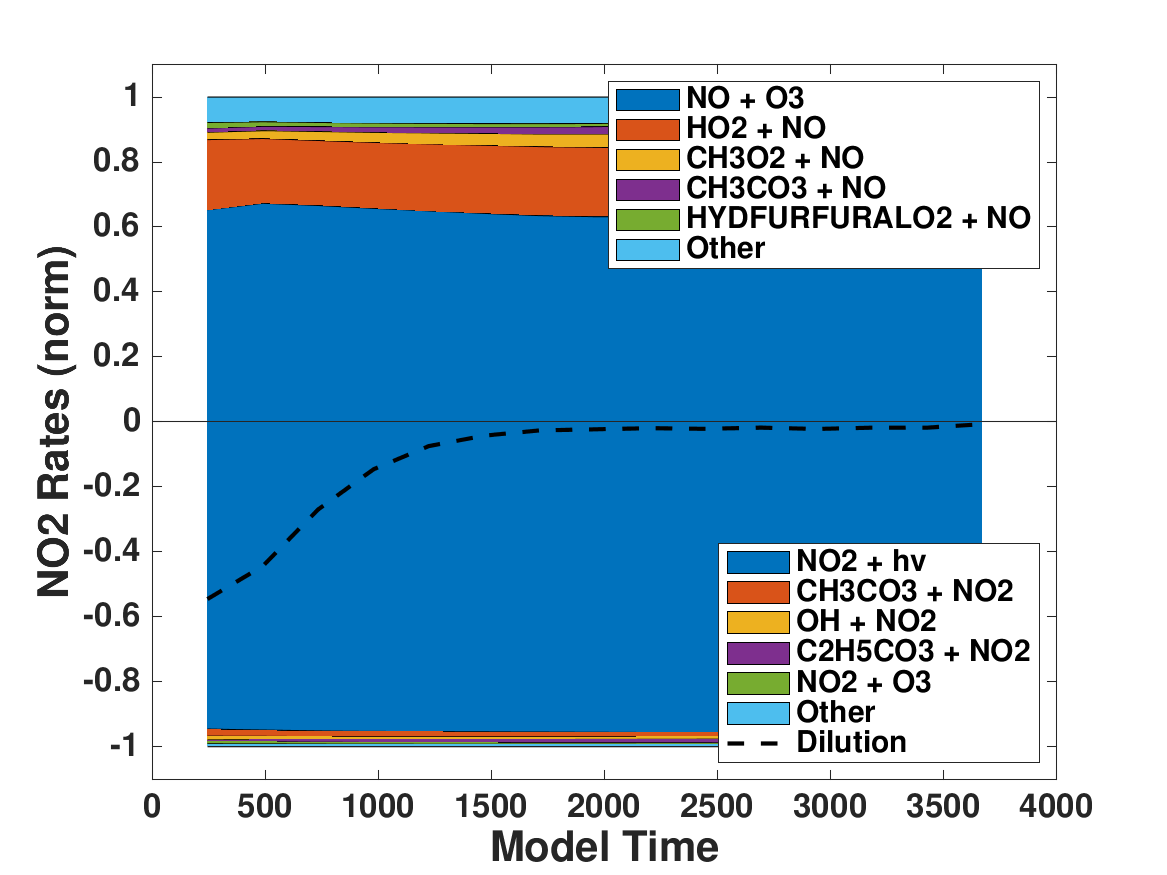 NO + O3
HO2 + NO
CH3O2 + NO
CH3CO3 + NO
HYDFURFURALO2 + NO
Other
1
0.8
0.6
0.4
0.2
0
-0.2
-0.4
-0.6
-0.8
-1
NO2 Rates (norm)
NO2 + hv
CH3CO3 + NO2
OH + NO2
C2H5CO3 + NO2
NO2 + O3
Other
Dilution
0 500 1000 1500 2000 2500 3000 3500 4000
Model Time